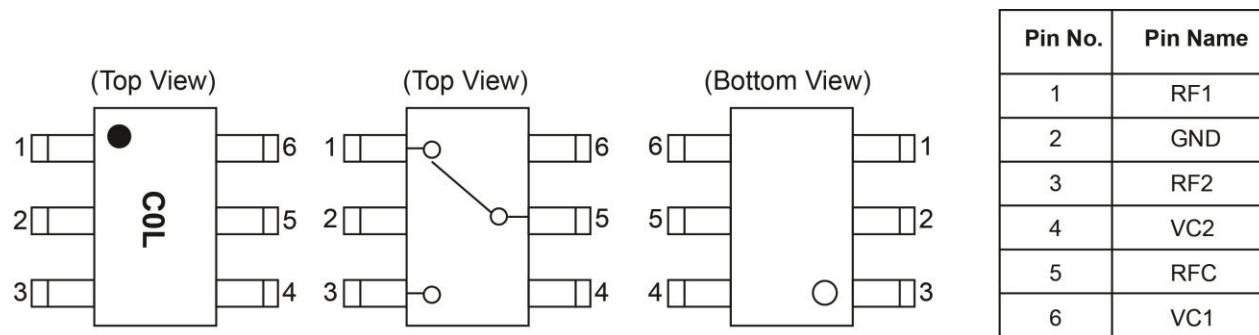 (Top View)
1 6
2 5
3 4
C0L
(Top View)
1 6
2 5
3 4
(Bottom View)
6 1
5 2
4 3
Pin No. Pin Name
1 RF1
2 GND
3 RF2
4 VC2
5 RFC
6 VC1